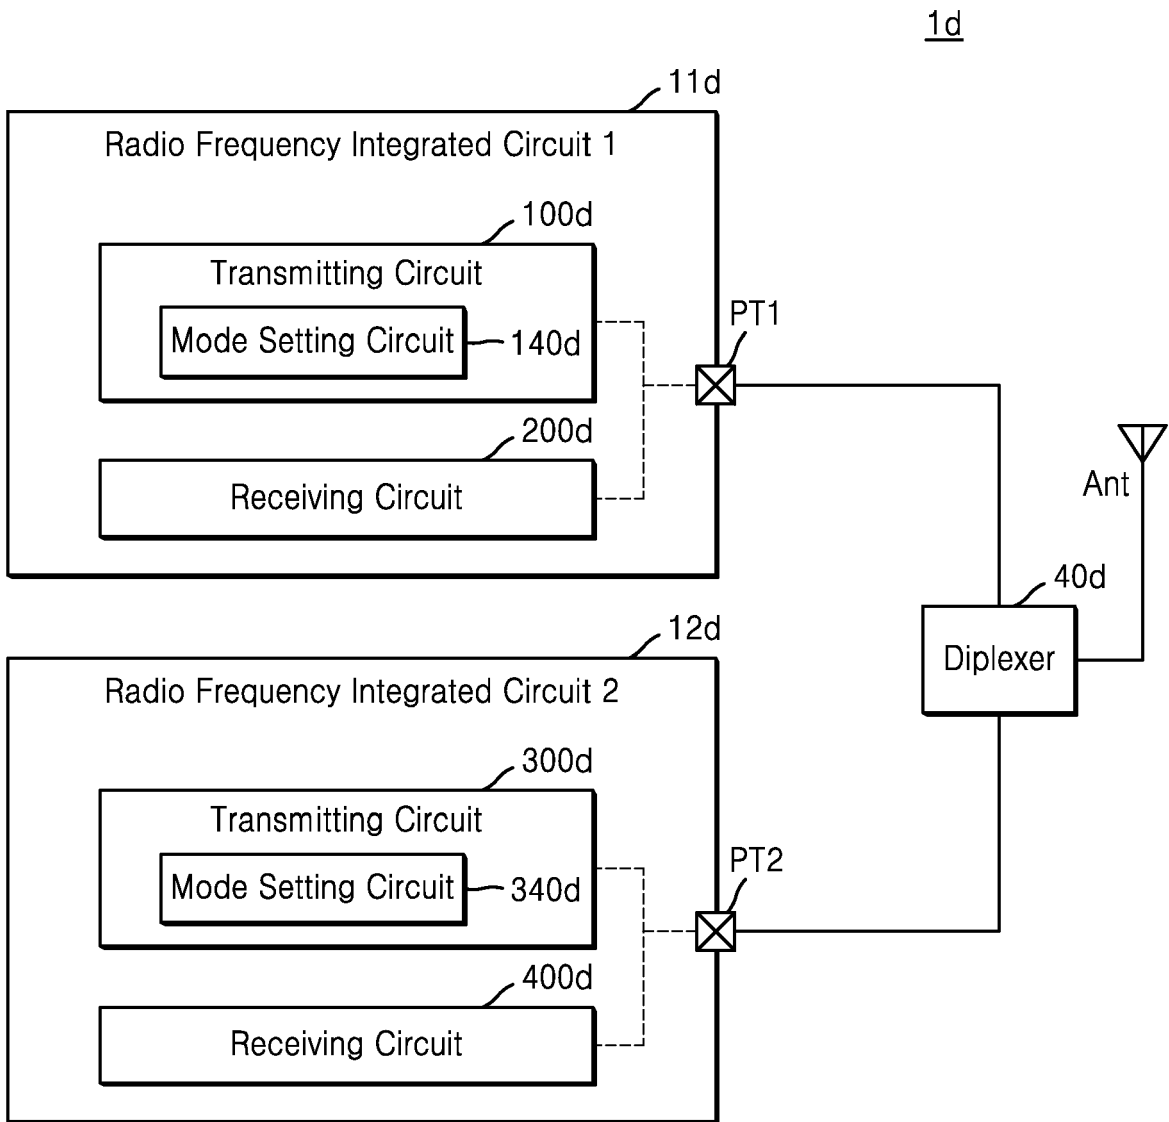 1d
11d
Radio Frequency Integrated Circuit 1
100d
Transmitting Circuit
Mode Setting Circuit
140d
PT1
200d
Receiving Circuit
Ant
40d
Diplexer
12d
Radio Frequency Integrated Circuit 2
300d
Transmitting Circuit
Mode Setting Circuit
340d
PT2
400d
Receiving Circuit